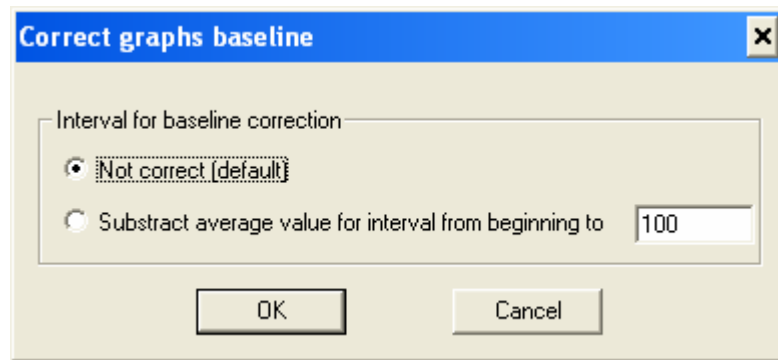 Correct graphs baseline
Interval for baseline correction
Not correct (default)
Substract average value for interval from beginning to 100
OK Cancel